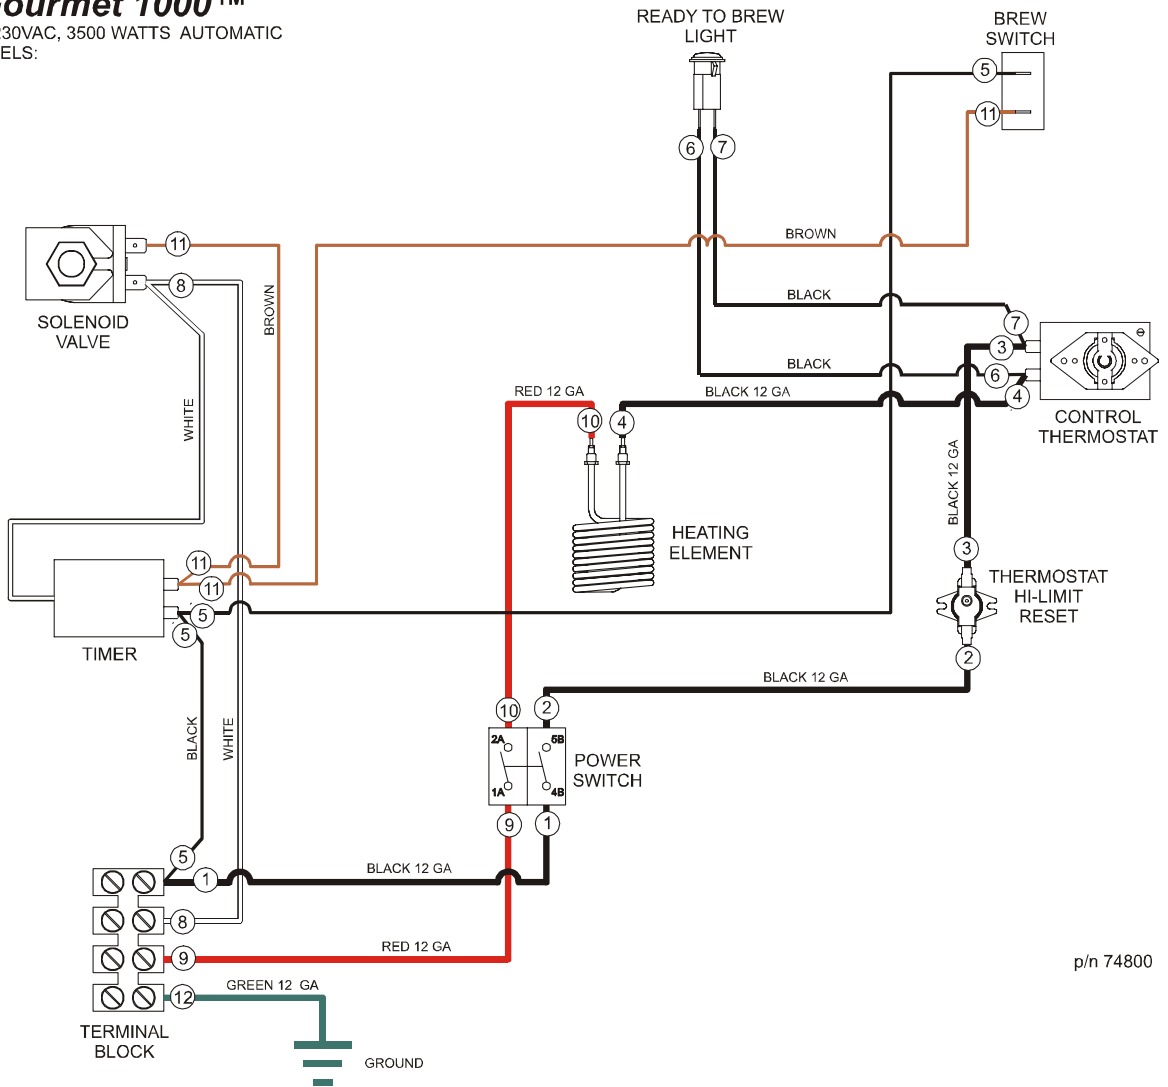 1000™
230VAC, 3500 WATTS AUTOMATIC
ELS:
READY TO BREW
LIGHT
BREW
SWITCH
5
11
6
7
11
8
SOLENOID
VALVE
BROWN
BROWN
BLACK
7
3
BLACK
6
4
CONTROL
THERMOSTAT
RED 12 GA
BLACK 12 GA
10
4
WHITE
BLACK 12 GA
HEATING
ELEMENT
3
THERMOSTAT
HI-LIMIT
RESET
2
11
11
5
5
TIMER
BLACK 12 GA
BLACK
WHITE
10
2
2A
5B
1A
4B
POWER
SWITCH
9
1
5
1
BLACK 12 GA
8
RED 12 GA
9
GREEN 12 GA
12
TERMINAL
BLOCK
GROUND
p/n 74800